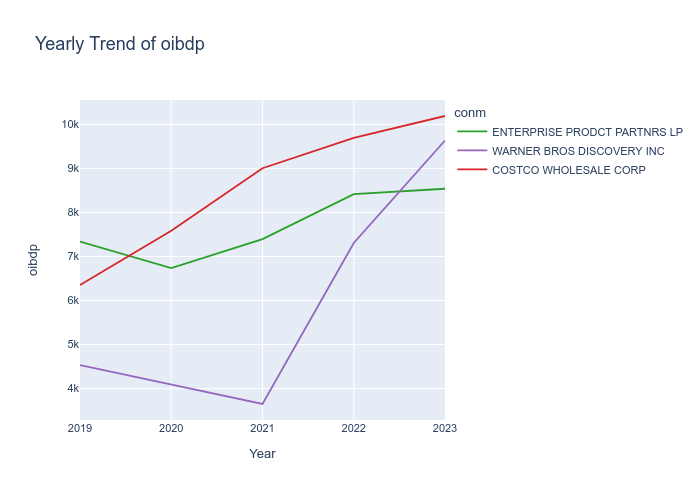 Yearly Trend of oibdp
conm
ENTERPRISE PRODCT PARTNRS LP
WARNER BROS DISCOVERY INC
COSTCO WHOLESALE CORP
10k
9k
8k
7k
6k
5k
4k
oibdp
2019 2020 2021 2022 2023
Year